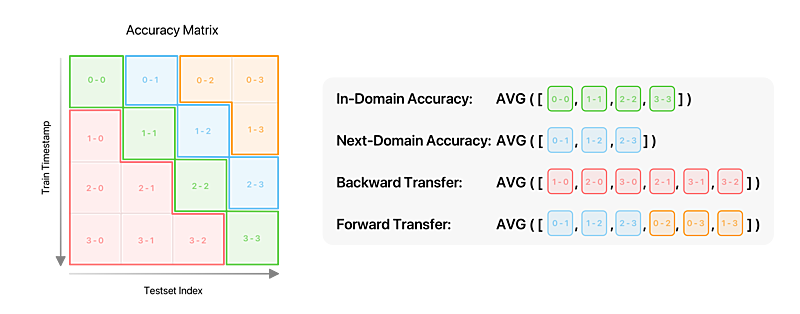 Accuracy Matrix
Train Timestamp
0-0 0-1 0-2 0-3
1-0 1-1 1-2 1-3
2-0 2-1 2-2 2-3
3-0 3-1 3-2 3-3
Testset Index
In-Domain Accuracy: AVG ( [ 0-0 , 1-1 , 2-2 , 3-3 ] )
Next-Domain Accuracy: AVG ( [ 0-1 , 1-2 , 2-3 ] )
Backward Transfer: AVG ( [ 1-0 , 2-0 , 3-0 , 2-1 , 3-1 , 3-2 ] )
Forward Transfer: AVG ( [ 0-1 , 1-2 , 2-3 , 0-2 , 0-3 , 1-3 ] )